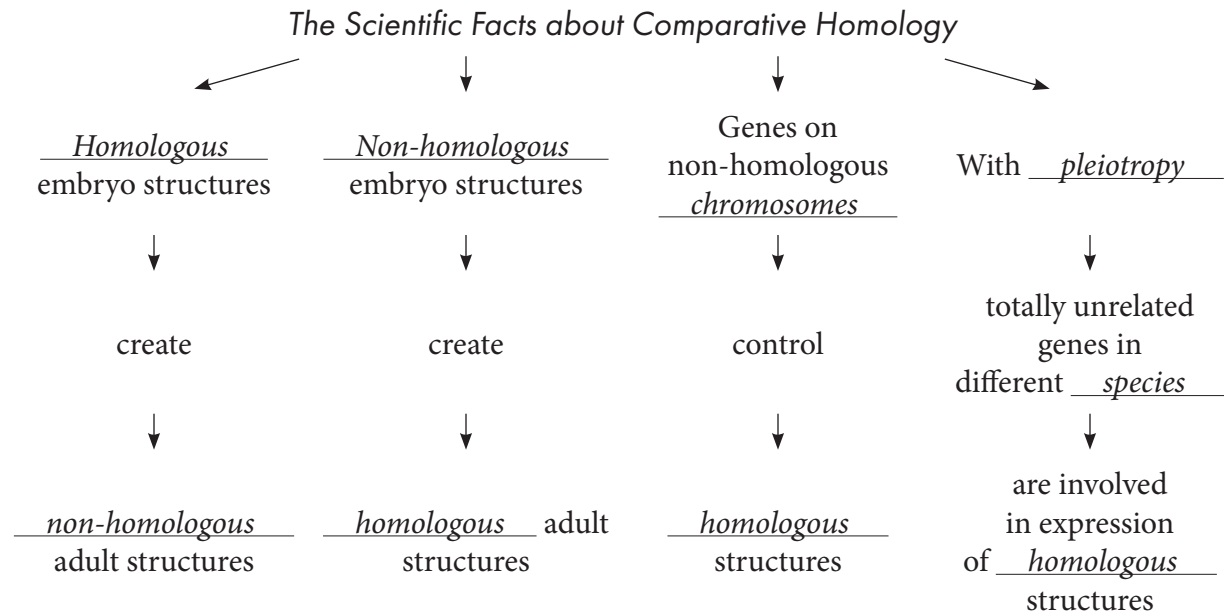 The Scientific Facts about Comparative Homology
Homologous
embryo structures
create
non-homologous
adult structures
Non-homologous
embryo structures
create
homologous adult
structures
Genes on
non-homologous
chromosomes
control
homologous
structures
With pleiotropy
totally unrelated
genes in
different species
are involved
in expression
of homologous
structures